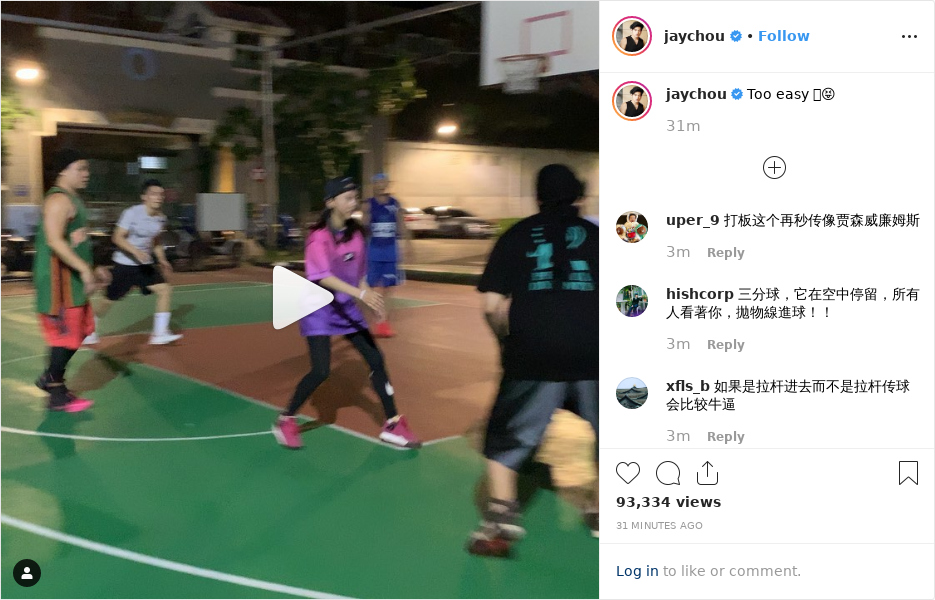 jaychou • Follow
jaychou Too easy 😝
31m
uper_9 打板这个再秒传像贾森威廉姆斯
3m Reply
hishcorp 三分球，它在空中停留，所有
人看著你，拋物線進球！！
3m Reply
xfls_b 如果是拉杆进去而不是拉杆传球
会比较牛逼
3m Reply
93,334 views
31 MINUTES AGO
Log in to like or comment.